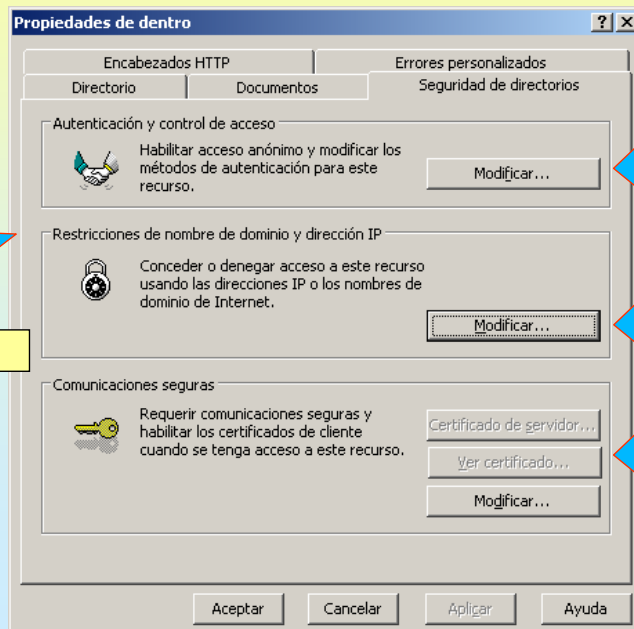 Propiedades de dentro
Encabezados HTTP
Errores personalizados
Directorio
Documentos
Seguridad de directorios
Autenticación y control de acceso
Habilitar acceso anónimo y modificar los
métodos de autenticación para este
recurso.
Modificar...
Restricciones de nombre de dominio y dirección IP
Conceder o denegar acceso a este recurso
usando las direcciones IP o los nombres de
dominio de Internet.
Modificar...
Comunicaciones seguras
Requerir comunicaciones seguras y
habilitar los certificados de cliente
cuando se tenga acceso a este recurso.
Certificado de servidor...
Ver certificado...
Modificar...
Aceptar
Cancelar
Aplicar
Ayuda